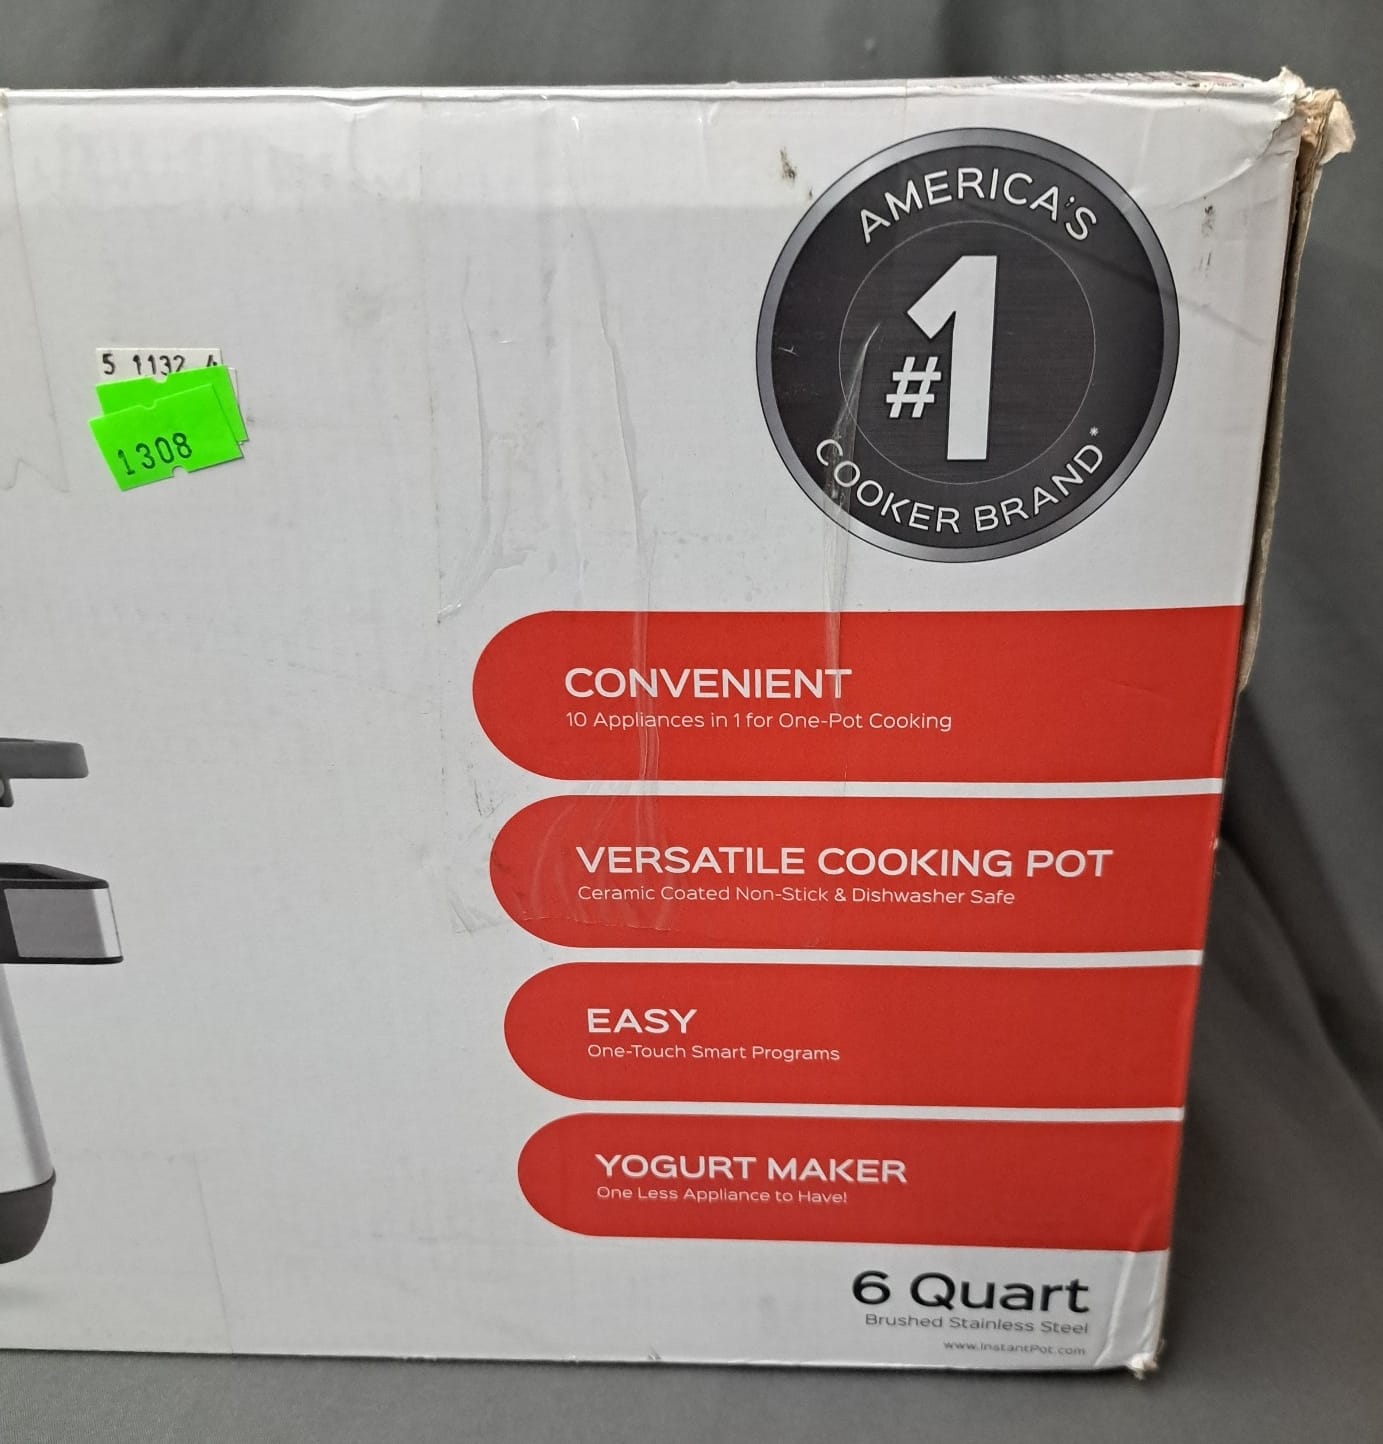 AMERICA'S
#1
COOKER BRAND*
5 1132 4
1308
CONVENIENT
10 Appliances in 1 for One-Pot Cooking
VERSATILE COOKING POT
Ceramic Coated Non-Stick & Dishwasher Safe
EASY
One-Touch Smart Programs
YOGURT MAKER
One Less Appliance to Have!
6 Quart
Brushed Stainless Steel
www.InstantPot.com